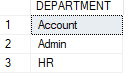 DEPARTMENT
1 Account
2 Admin
3 HR